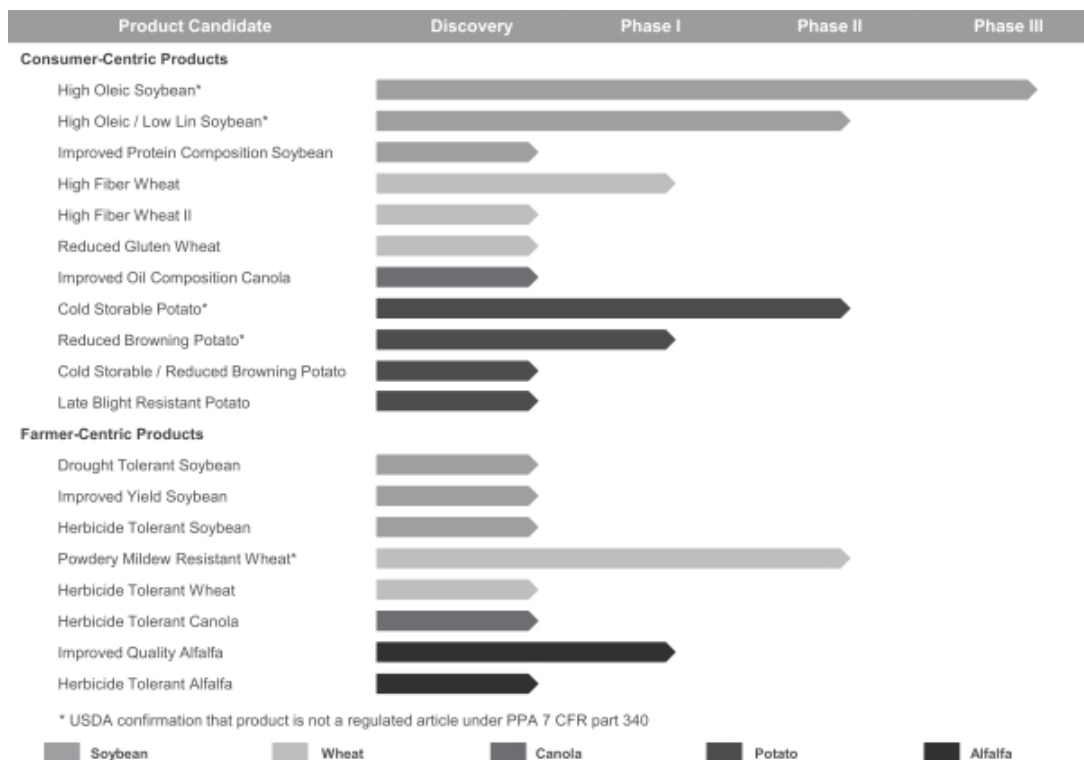 Product Candidate Discovery Phase I Phase II Phase III
Consumer-Centric Products
High Oleic Soybean*
High Oleic / Low Lin Soybean*
Improved Protein Composition Soybean
High Fiber Wheat
High Fiber Wheat II
Reduced Gluten Wheat
Improved Oil Composition Canola
Cold Storable Potato*
Reduced Browning Potato*
Cold Storable / Reduced Browning Potato
Late Blight Resistant Potato
Farmer-Centric Products
Drought Tolerant Soybean
Improved Yield Soybean
Herbicide Tolerant Soybean
Powdery Mildew Resistant Wheat*
Herbicide Tolerant Wheat
Herbicide Tolerant Canola
Improved Quality Alfalfa
Herbicide Tolerant Alfalfa
* USDA confirmation that product is not a regulated article under PPA 7 CFR part 340
Soybean Wheat Canola Potato Alfalfa